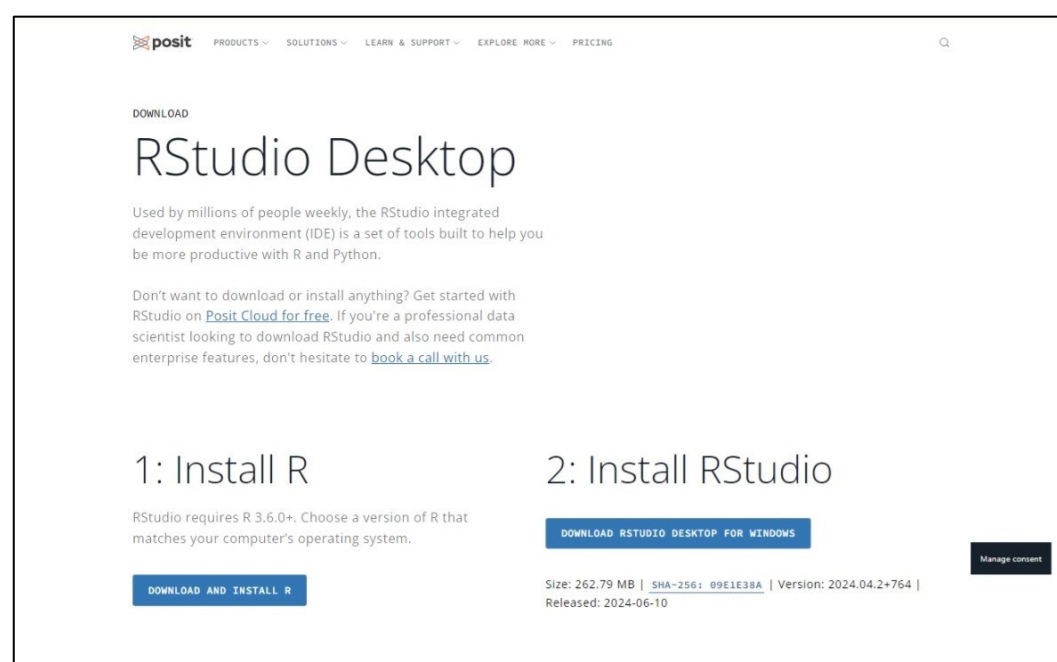 posit PRODUCTS SOLUTIONS LEARN & SUPPORT EXPLORE MORE PRICING
DOWNLOAD
RStudio Desktop
Used by millions of people weekly, the RStudio integrated
development environment (IDE) is a set of tools built to help you
be more productive with R and Python.
Don't want to download or install anything? Get started with
RStudio on Posit Cloud for free. If you're a professional data
scientist looking to download RStudio and also need common
enterprise features, don't hesitate to book a call with us.
1: Install R
RStudio requires R 3.6.0+. Choose a version of R that
matches your computer's operating system.
DOWNLOAD AND INSTALL R
2: Install RStudio
DOWNLOAD RSTUDIO DESKTOP FOR WINDOWS
Size: 262.79 MB | SHA-256: 09E1E38A | Version: 2024.04.2+764 |
Released: 2024-06-10
Manage consent